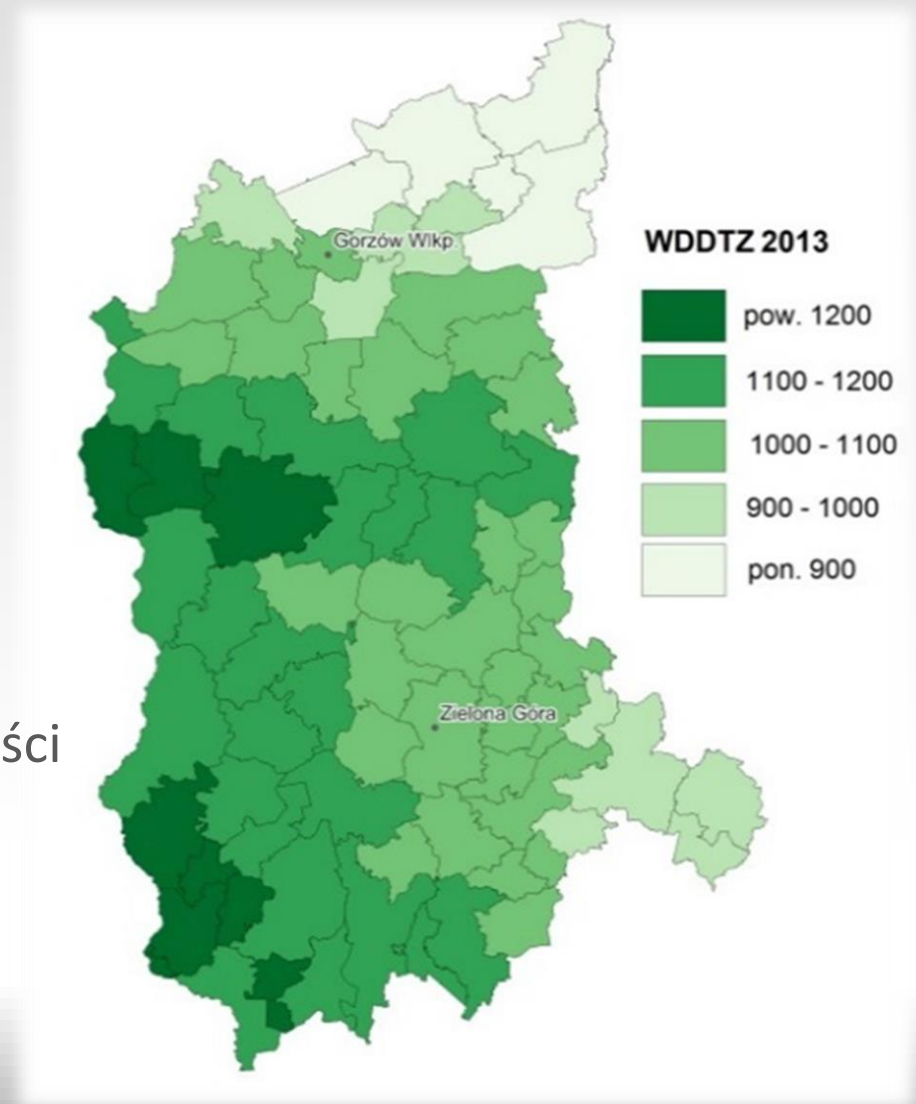 Gorzów Wlkp.
WDDTZ 2013
pow. 1200
1100 - 1200
1000 - 1100
900 - 1000
pon. 900
Zielona Góra
ści